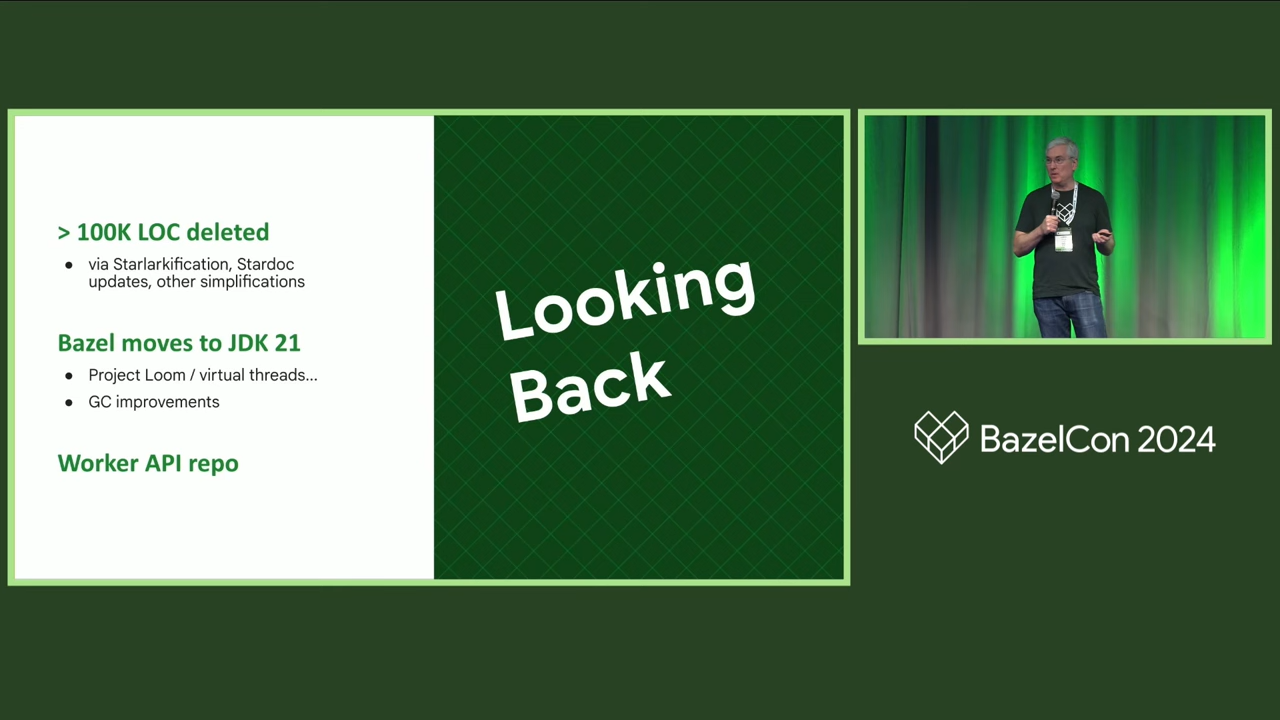 > 100K LOC deleted
● via Starlarkification, Stardoc
updates, other simplifications
Bazel moves to JDK 21
● Project Loom / virtual threads...
● GC improvements
Worker API repo
Looking
Back
BazelCon 2024